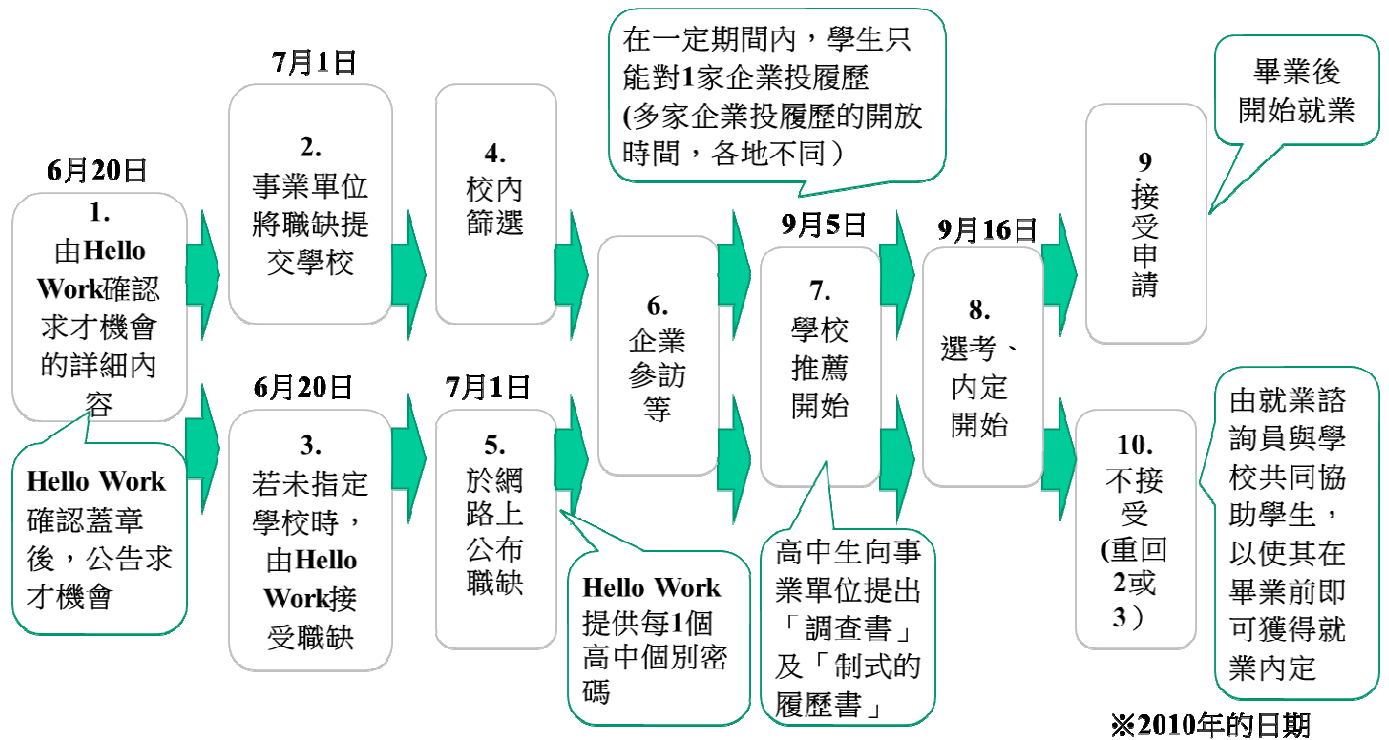 6月20日
1.
由Hello
Work確認
求才機會
的詳細內
容
Hello Work
確認蓋章
後，公告求
才機會
7月1日
2.
事業單位
將職缺提
交學校
6月20日
3.
若未指定
學校時，
由Hello
Work接
受職缺
4.
校內
篩選
7月1日
5.
於網
路上
公布
職缺
Hello Work
提供每1個
高中個別密
碼
6.
企業
參訪
等
在一定期間內，學生只
能對1家企業投履歷
(多家企業投履歷的開放
時間，各地不同）
9月5日
7.
學校
推薦
開始
高中生向事
業單位提出
「調查書」
及「制式的
履歷書」
9月16日
8.
選考、
內定
開始
9
.接
受
申
請
畢業後
開始就業
10.
不接
受
(重回
2或
3）
由就業諮
詢員與學
校共同協
助學生，
以使其在
畢業前即
可獲得就
業內定
※2010年的日期